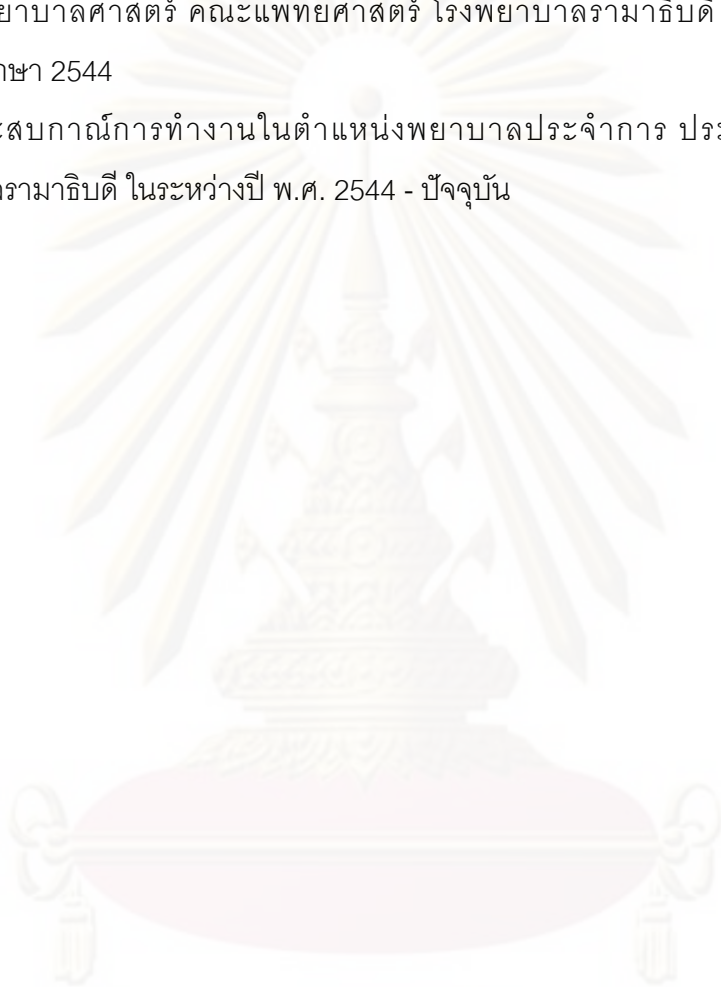 ยาบาลศาสตร์ คณะแพทยศาสตร์ โรงพยาบาลรามาธิบดี
กษา 2544
ะสบกาณ์การทำงานในตำแหน่งพยาบาลประจำการ ประ
รามาธิบดี ในระหว่างปี พ.ศ. 2544 - ปัจจุบัน